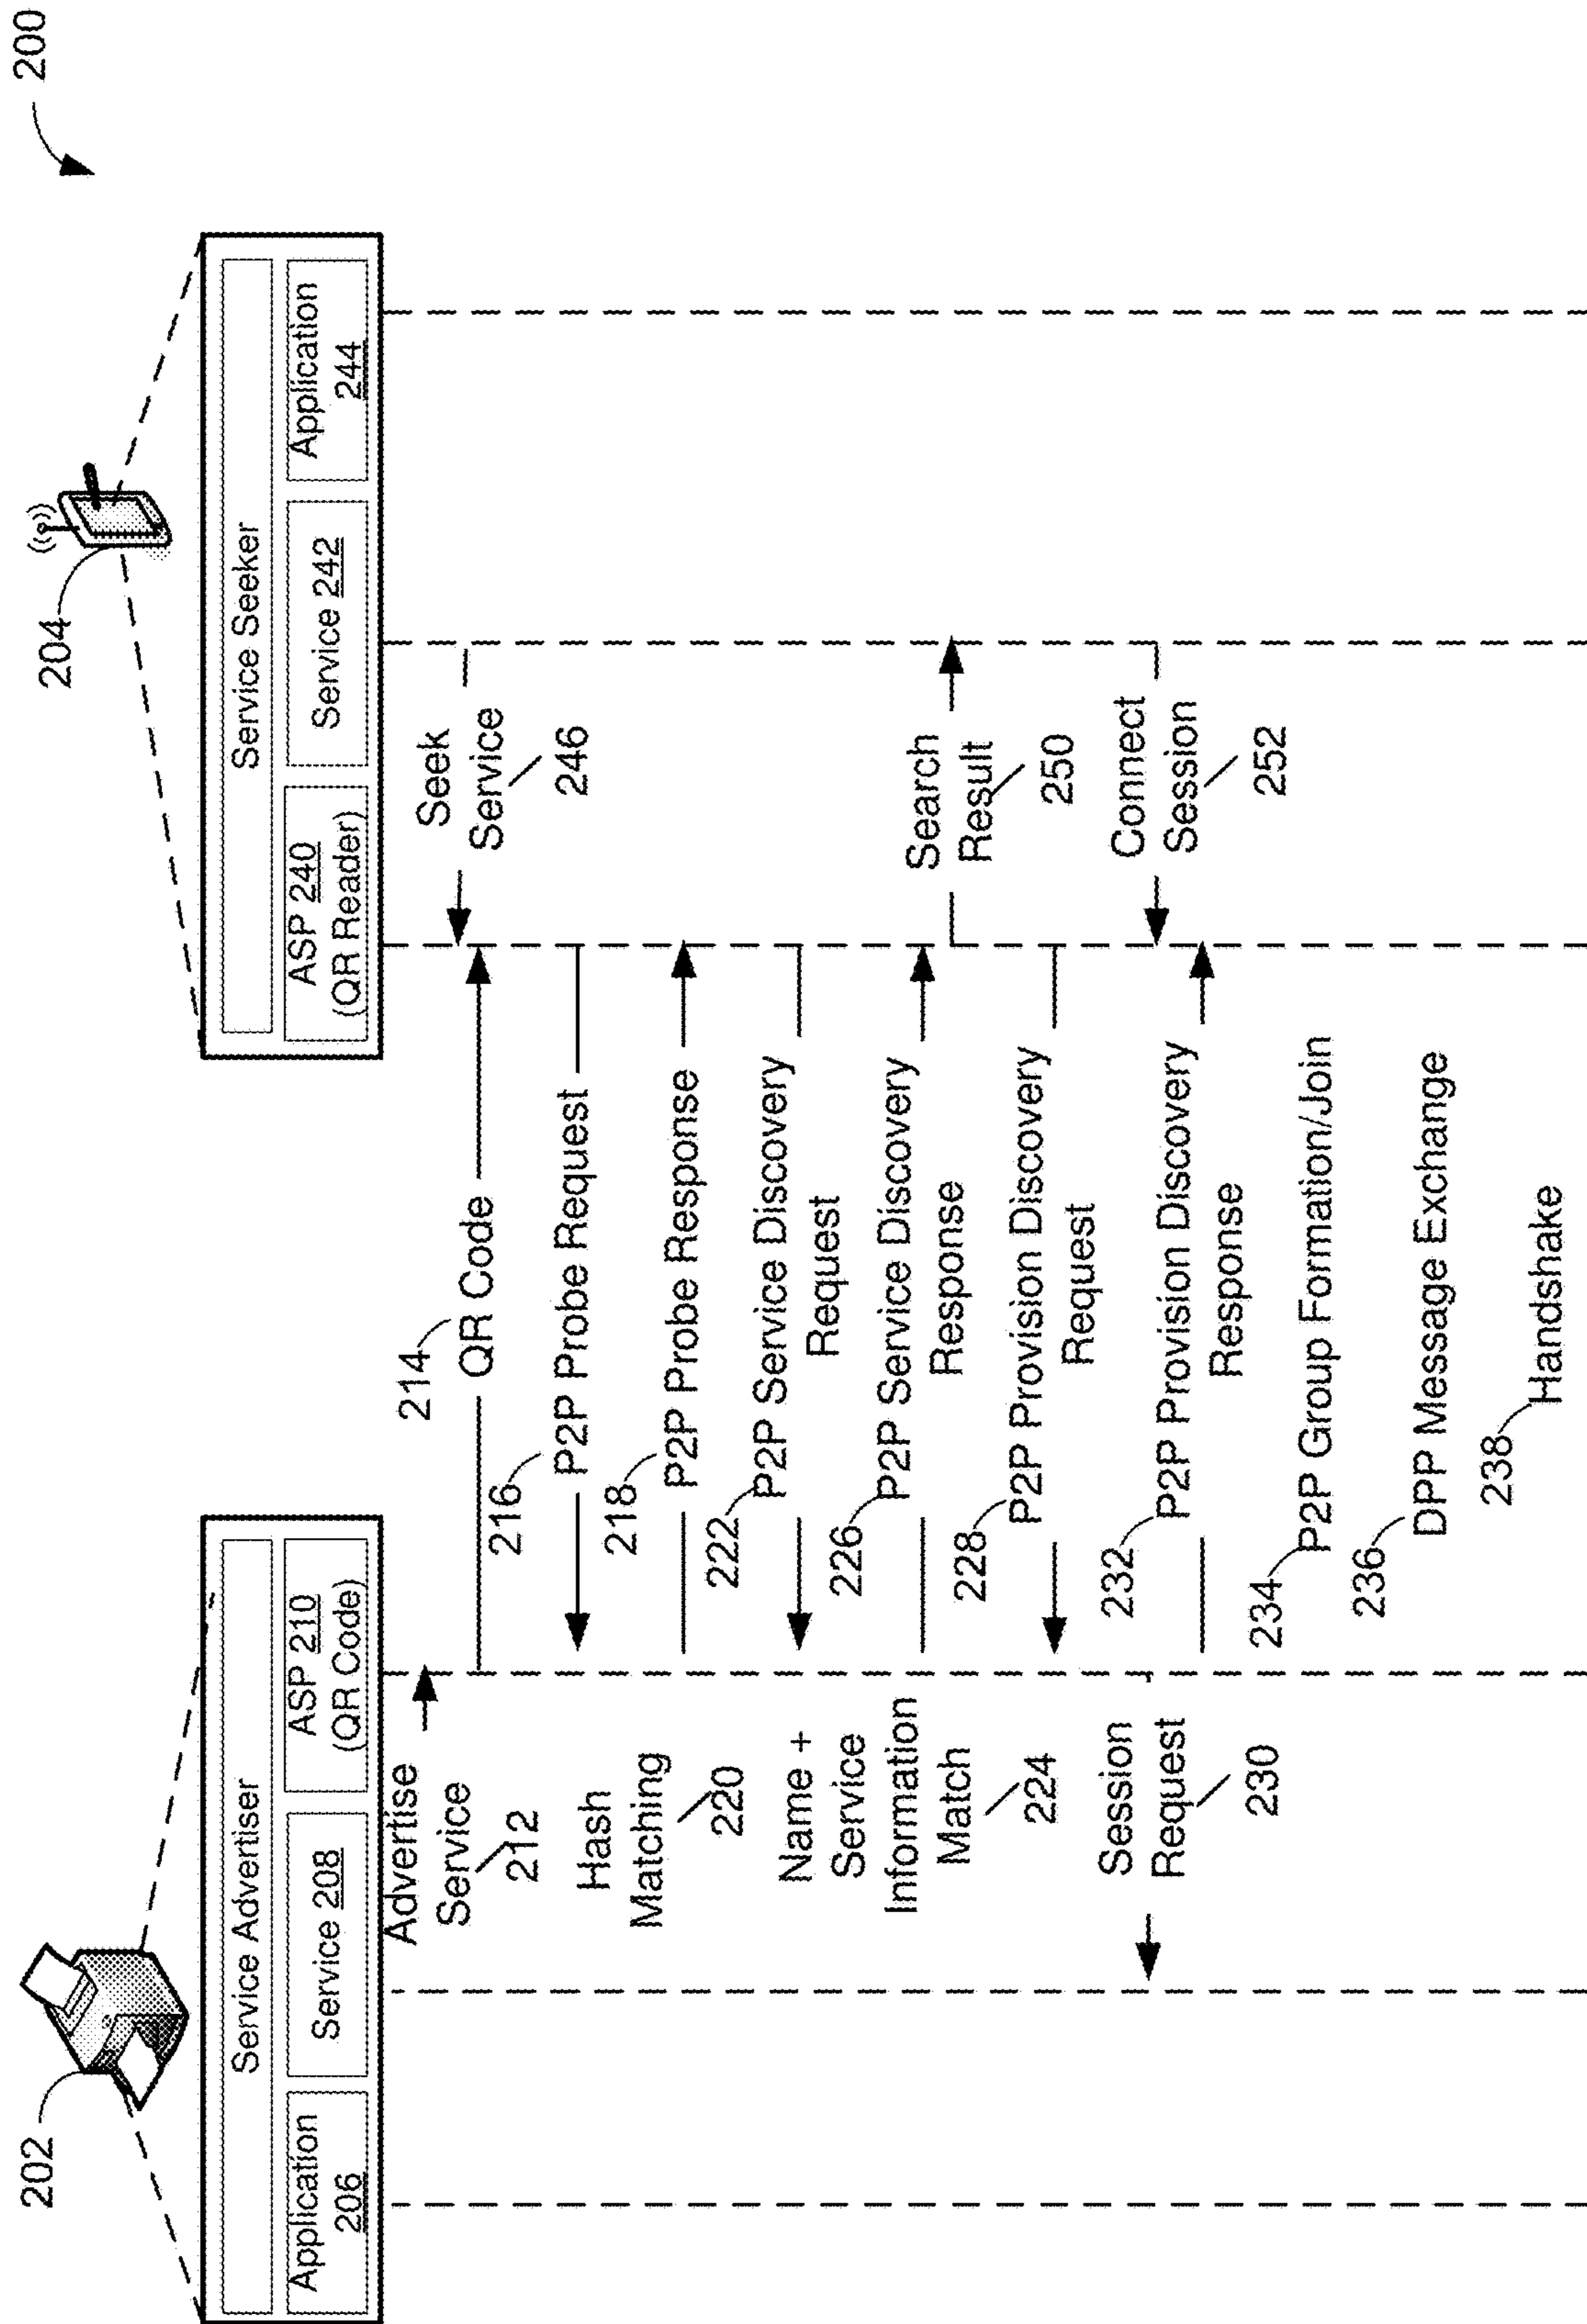 200
202
204
Service Advertiser
Application
206
Service 208
ASP 210
(QR Code)
Service Seeker
ASP 240
(QR Reader)
Service 242
Application
244
Advertise
Service
212
214
QR Code
Seek
Service
246
216
P2P Probe Request
Hash
Matching
220
218
P2P Probe Response
222
P2P Service Discovery
Request
Name +
Service
Information
Match
224
226
P2P Service Discovery
Response
Search
Result
250
228
P2P Provision Discovery
Request
Session
Request
230
Connect
Session
252
232
P2P Provision Discovery
Response
234
P2P Group Formation/Join
236
DPP Message Exchange
238
Handshake